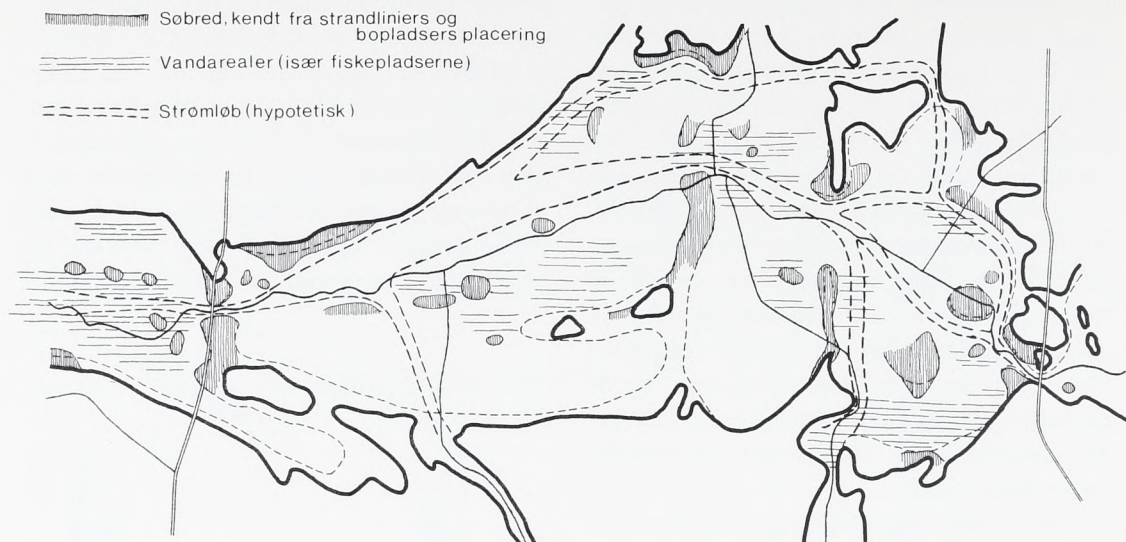 Søbred, kendt fra strandliniers og
bopladsers placering
Vandarealer (især fiskepladserne)
Strømløb (hypotetisk)